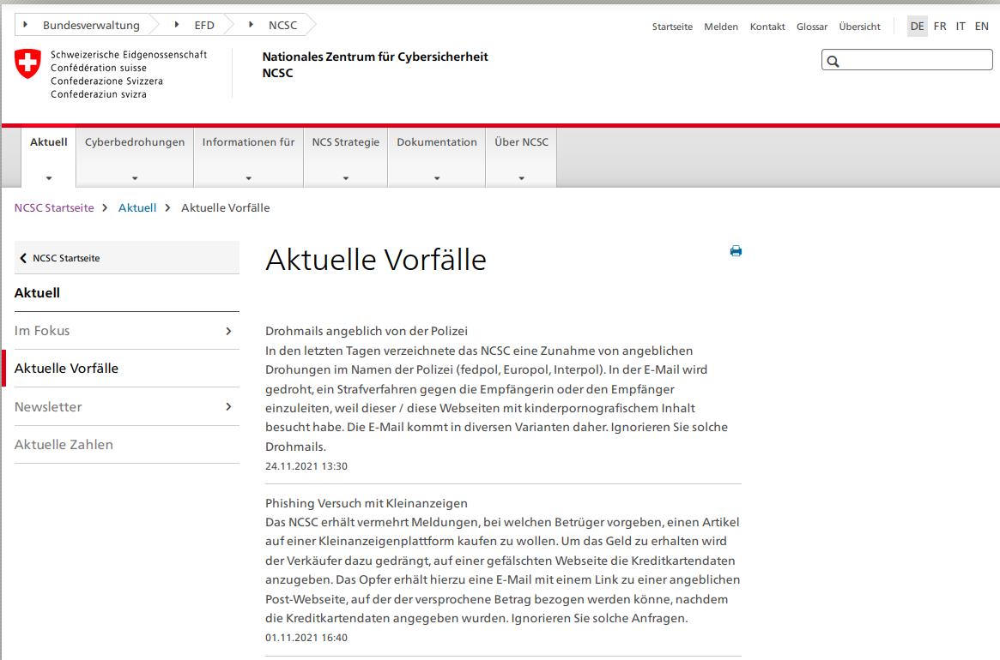 Bundesverwaltung EFD NCSC
Startseite Melden Kontakt Glossar Übersicht DE FR IT EN
Schweizerische Eidgenossenschaft
Confédération suisse
Confederazione Svizzera
Confederaziun svizra
Nationales Zentrum für Cybersicherheit
NCSC
Aktuell Cyberbedrohungen Informationen für NCS Strategie Dokumentation Über NCSC
NCSC Startseite Aktuell Aktuelle Vorfälle
NCSC Startseite
Aktuell
Im Fokus
Aktuelle Vorfälle
Newsletter
Aktuelle Zahlen
Aktuelle Vorfälle
Drohmails angeblich von der Polizei
In den letzten Tagen verzeichnete das NCSC eine Zunahme von angeblichen
Drohungen im Namen der Polizei (fedpol, Europol, Interpol). In der E-Mail wird
gedroht, ein Strafverfahren gegen die Empfängerin oder den Empfänger
einzuleiten, weil dieser / diese Webseiten mit kinderpornografischem Inhalt
besucht habe. Die E-Mail kommt in diversen Varianten daher. Ignorieren Sie solche
Drohmails.
24.11.2021 13:30
Phishing Versuch mit Kleinanzeigen
Das NCSC erhält vermehrt Meldungen, bei welchen Betrüger vorgeben, einen Artikel
auf einer Kleinanzeigenplattform kaufen zu wollen. Um das Geld zu erhalten wird
der Verkäufer dazu gedrängt, auf einer gefälschten Webseite die Kreditkartendaten
anzugeben. Das Opfer erhält hierzu eine E-Mail mit einem Link zu einer angeblichen
Post-Webseite, auf der der versprochene Betrag bezogen werden könne, nachdem
die Kreditkartendaten angegeben wurden. Ignorieren Sie solche Anfragen.
01.11.2021 16:40